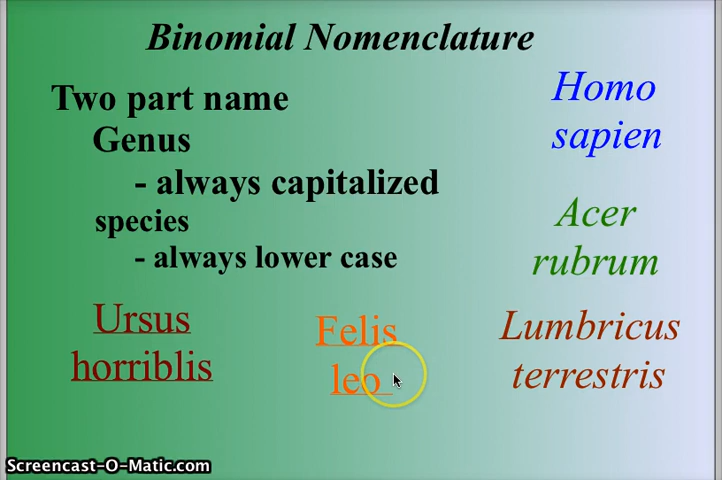 Binomial Nomenclature
Two part name
Genus
- always capitalized
species
- always lower case
Homo
sapien
Acer
rubrum
Ursus
horriblis
Felis
leo
Lumbricus
terrestris
Screencast-O-Matic.com